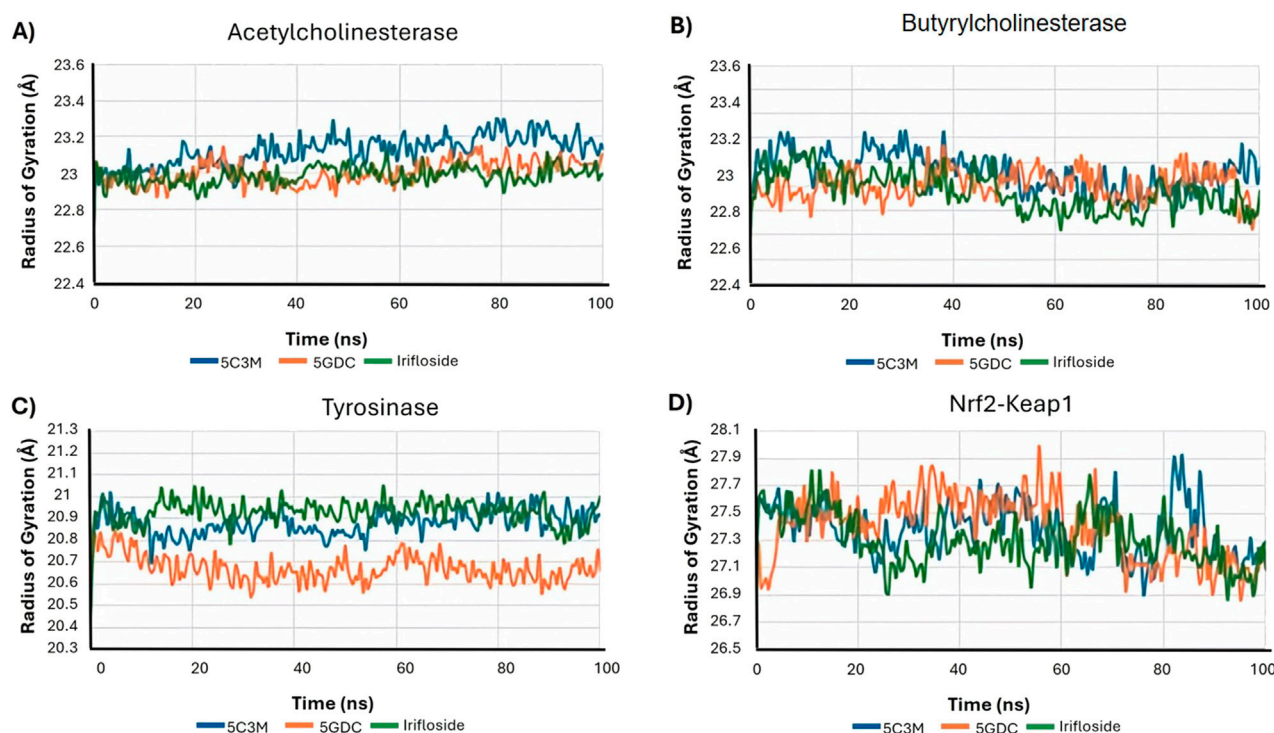 A)
Acetylcholinesterase
Radius of Gyration (Å)
23.6
23.4
23.2
23
22.8
22.6
22.4
0 20 40 60 80 100
Time (ns)
5C3M 5GDC Irifloside
B)
Butyrylcholinesterase
Radius of Gyration (Å)
23.6
23.4
23.2
23
22.8
22.6
22.4
0 20 40 60 80 100
Time (ns)
5C3M 5GDC Irifloside
C)
Tyrosinase
Radius of Gyration (Å)
21.3
21.2
21.1
21
20.9
20.8
20.7
20.6
20.5
20.4
20.3
0 20 40 60 80 100
Time (ns)
5C3M 5GDC Irifloside
D)
Nrf2-Keap1
Radius of Gyration (Å)
28.1
27.9
27.7
27.5
27.3
27.1
26.9
26.7
26.5
0 20 40 60 80 100
Time (ns)
5C3M 5GDC Irifloside